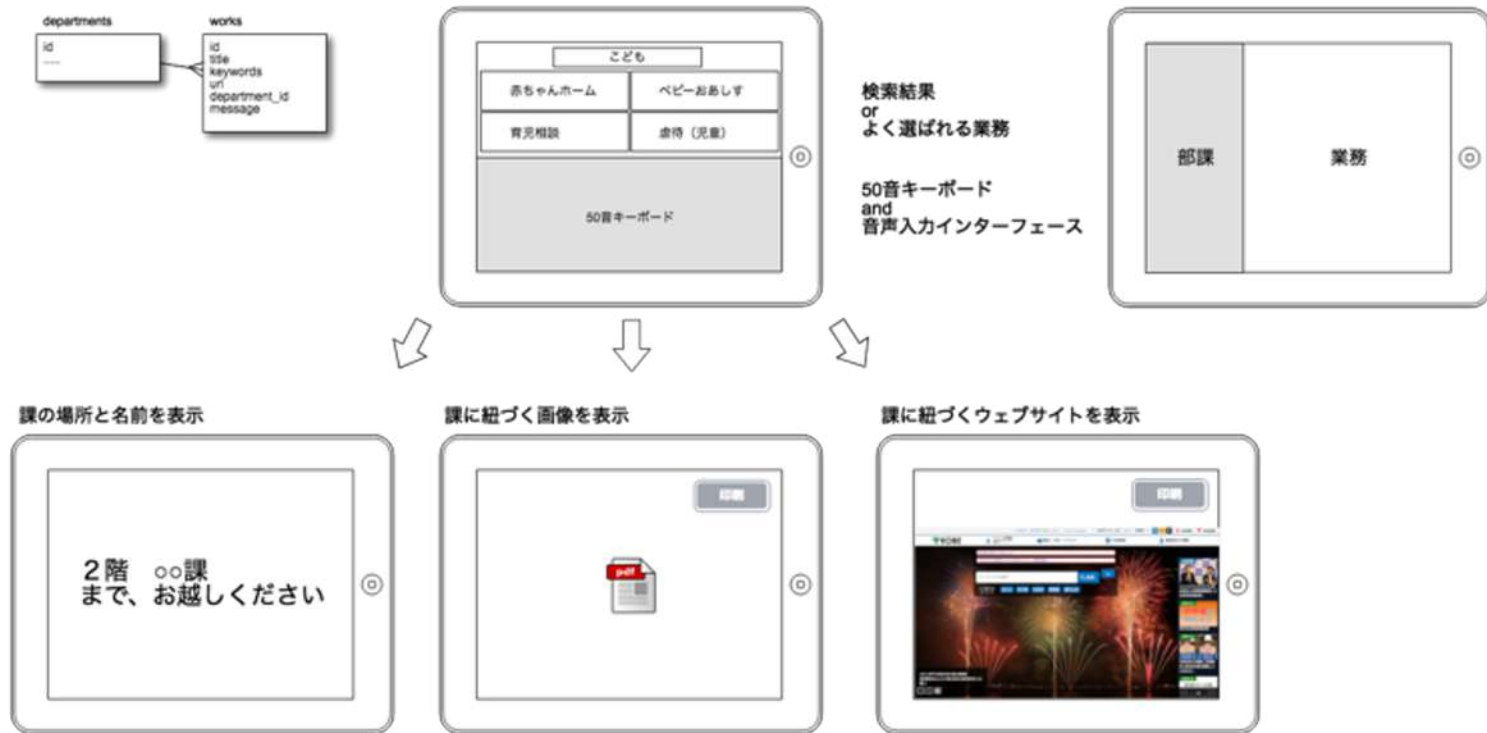 departments
id
----
works
id
title
keywords
url
department_id
message
こども
赤ちゃんホーム
ベビーおあしす
育児相談
虐待（児童）
50音キーボード
検索結果
or
よく選ばれる業務
50音キーボード
and
音声入力インターフェース
部課
業務
課の場所と名前を表示
２階　○○課
まで、お越しください
課に紐づく画像を表示
印刷
pdf
課に紐づくウェブサイトを表示
印刷